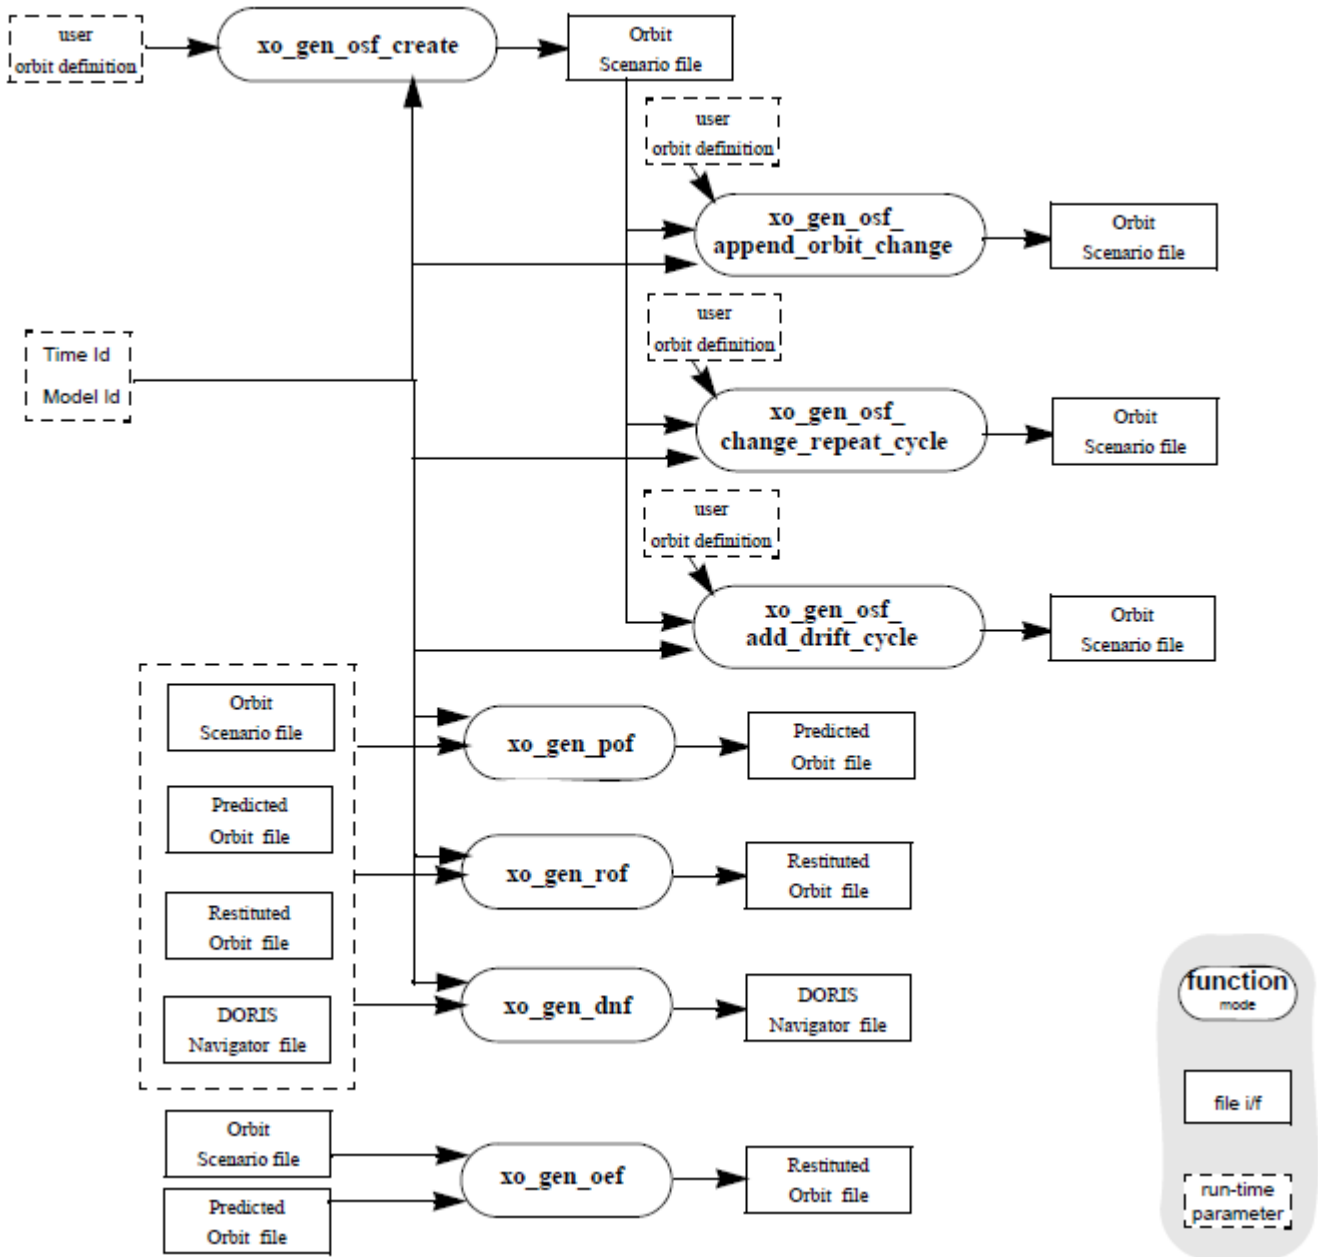 user
orbit definition
xo_gen_osf_create
Orbit
Scenario file
user
orbit definition
xo_gen_osf_
append_orbit_change
Orbit
Scenario file
user
orbit definition
Time Id
Model Id
xo_gen_osf_
change_repeat_cycle
Orbit
Scenario file
user
orbit definition
xo_gen_osf_
add_drift_cycle
Orbit
Scenario file
Orbit
Scenario file
xo_gen_pof
Predicted
Orbit file
Predicted
Orbit file
xo_gen_rof
Restituted
Orbit file
Restituted
Orbit file
DORIS
Navigator file
xo_gen_dnf
DORIS
Navigator file
Orbit
Scenario file
Predicted
Orbit file
xo_gen_oef
Restituted
Orbit file
function
mode
file i/f
run-time
parameter